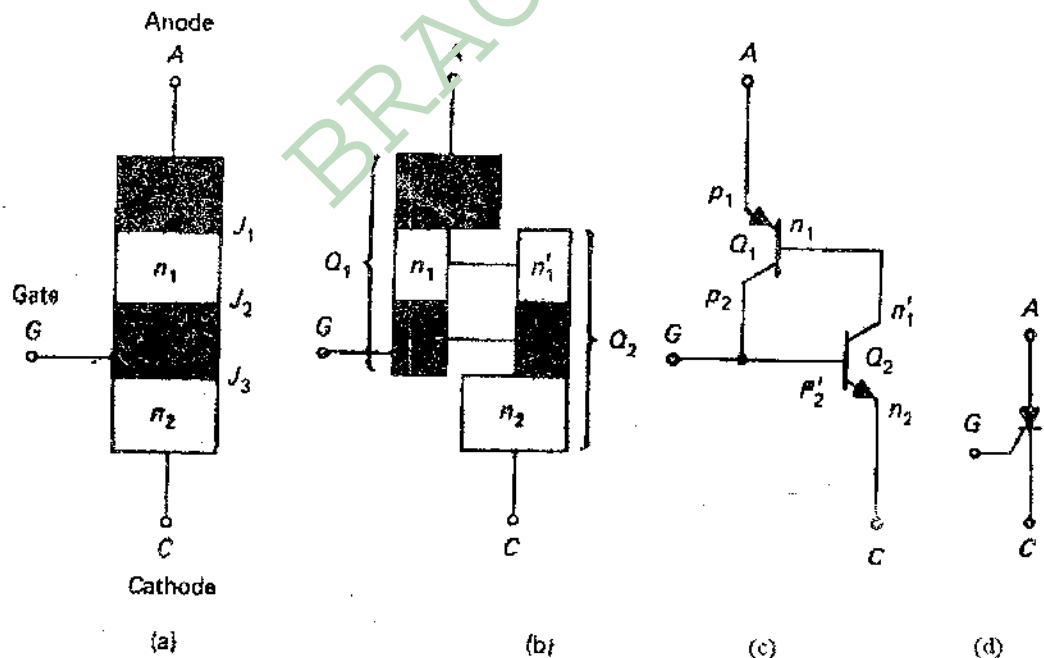 BRAC
Anode
A
J₁
n₁
J₂
Gate
G
J₃
n₂
C
Cathode
(a)
Q₁
n₁
n′₁
G
Q₂
n₂
C
(b)
A
p₁
n₁
Q₁
p₂
n′₁
G
Q₂
P′₂
n₂
C
(c)
A
G
C
(d)